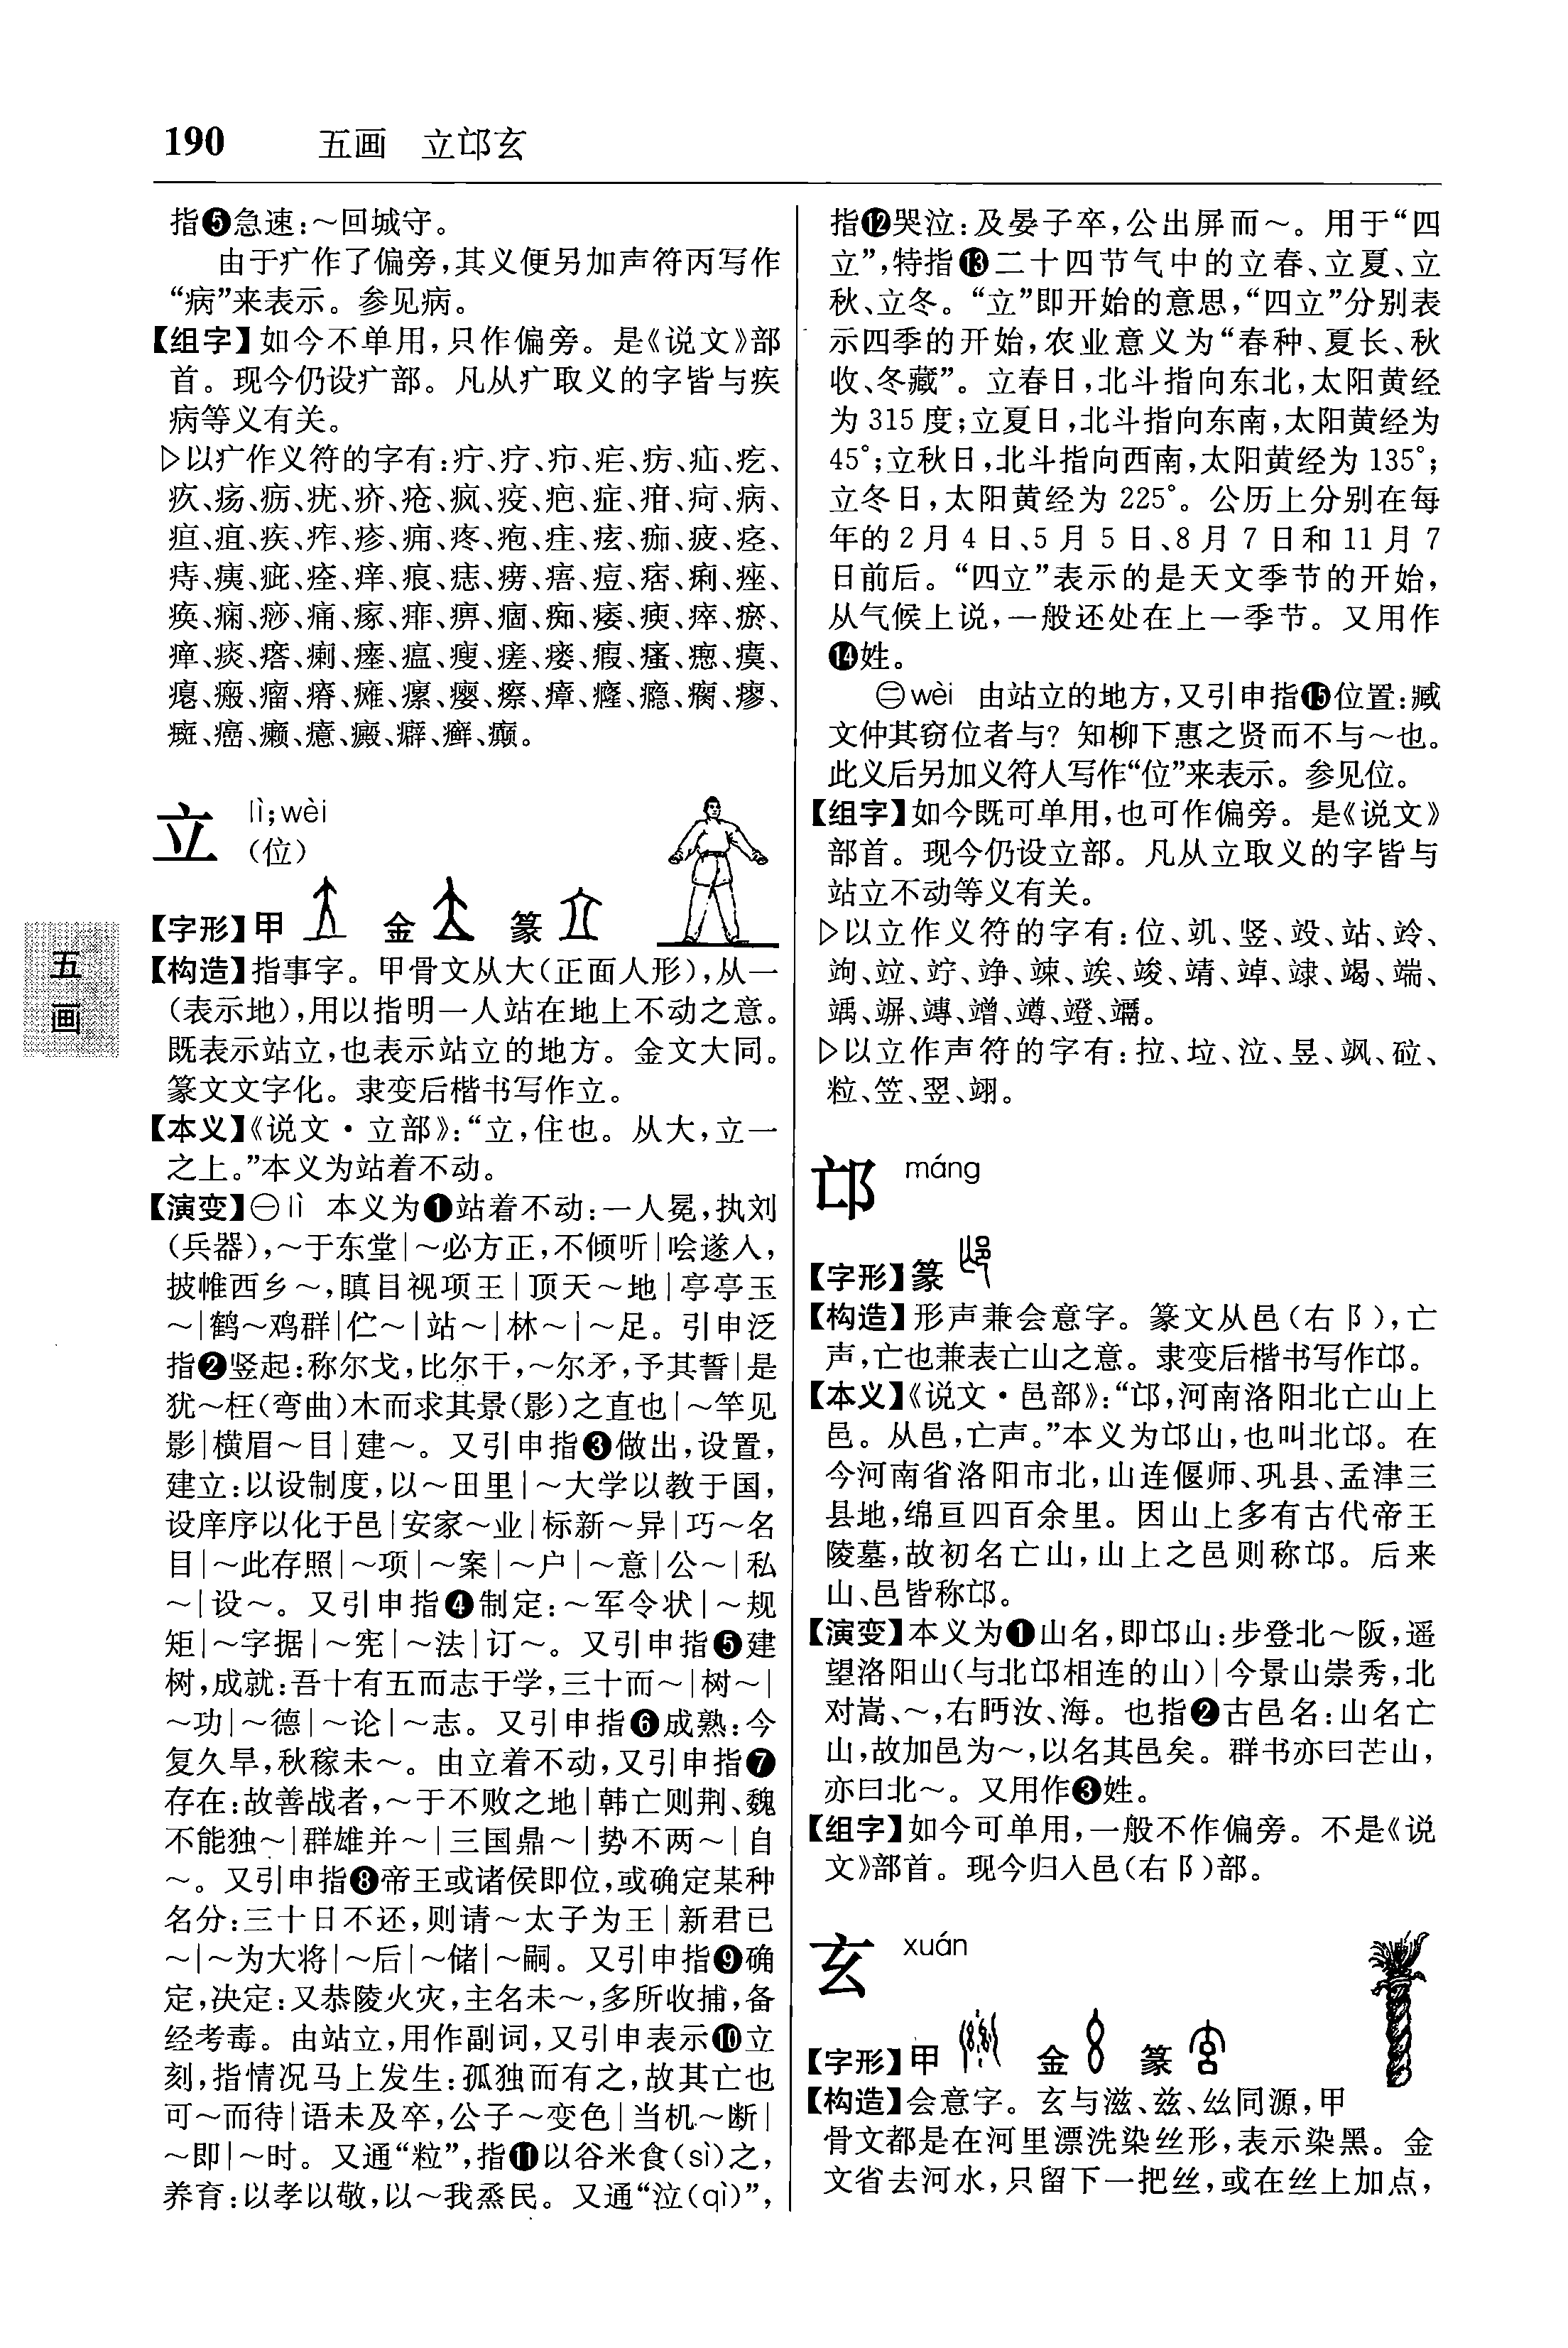 190 五画 立邙玄
指❺急速:～回城守。
由于疒作了偏旁,其义便另加声符丙写作
“病”来表示。参见病。
【组字】如今不单用,只作偏旁。是《说文》部
首。现今仍设疒部。凡从疒取义的字皆与疾
病等义有关。
▷以疒作义符的字有:疔、疗、疖、疟、疠、疝、疙、
疚、疡、疬、疣、疥、疮、疯、疫、疤、症、疳、疴、病、
疸、疽、疾、痄、疹、痈、疼、疱、疰、痃、痂、疲、痉、
痔、痍、疵、痊、痒、痕、痣、痨、痦、痘、痞、痢、痤、
痪、痫、痧、痛、瘃、痱、痹、痼、痴、痿、瘐、瘁、瘀、
瘅、痰、瘩、瘌、瘗、瘟、瘦、瘥、瘘、瘕、瘙、瘛、瘼、
瘪、瘢、瘤、瘠、瘫、瘰、瘿、瘵、瘴、癃、瘾、瘸、瘳、
癍、癌、癞、癔、癜、癖、癣、癫。
立 lì;wèi
(位)
【字形】甲 金 篆
【构造】指事字。甲骨文从大(正面人形),从一
(表示地),用以指明一人站在地上不动之意。
既表示站立,也表示站立的地方。金文大同。
篆文文字化。隶变后楷书写作立。
【本义】《说文·立部》:“立,住也。从大,立一
之上。”本义为站着不动。
【演变】㊀lì 本义为❶站着不动:一人冕,执刘
(兵器),～于东堂|～必方正,不倾听|哙遂入,
披帷西乡～,瞋目视项王|顶天～地|亭亭玉
～|鹤～鸡群|伫～|站～|林～|～足。引申泛
指❷竖起:称尔戈,比尔干,～尔矛,予其誓|是
犹～枉(弯曲)木而求其景(影)之直也|～竿见
影|横眉～目|建～。又引申指❸做出,设置,
建立:以设制度,以～田里|～大学以教于国,
设庠序以化于邑|安家～业|标新～异|巧～名
目|～此存照|～项|～案|～户|～意|公～|私
～|设～。又引申指❹制定:～军令状|～规
矩|～字据|～宪|～法|订～。又引申指❺建
树,成就:吾十有五而志于学,三十而～|树～|
～功|～德|～论|～志。又引申指❻成熟:今
复久旱,秋稼未～。由立着不动,又引申指❼
存在:故善战者,～于不败之地|韩亡则荆、魏
不能独～|群雄并～|三国鼎～|势不两～|自
～。又引申指❽帝王或诸侯即位,或确定某种
名分:三十日不还,则请～太子为王|新君已
～|～为大将|～后|～储|～嗣。又引申指❾确
定,决定:又恭陵火灾,主名未～,多所收捕,备
经考毒。由站立,用作副词,又引申表示❿立
刻,指情况马上发生:孤独而有之,故其亡也
可～而待|语未及卒,公子～变色|当机～断|
～即|～时。又通“粒”,指⓫以谷米食(sì)之,
养育:以孝以敬,以～我烝民。又通“泣(qì)”,
五
画
指⓬哭泣:及晏子卒,公出屏而～。用于“四
立”,特指⓭二十四节气中的立春、立夏、立
秋、立冬。“立”即开始的意思,“四立”分别表
示四季的开始,农业意义为“春种、夏长、秋
收、冬藏”。立春日,北斗指向东北,太阳黄经
为315度;立夏日,北斗指向东南,太阳黄经为
45°;立秋日,北斗指向西南,太阳黄经为135°;
立冬日,太阳黄经为225°。公历上分别在每
年的2月4日、5月5日、8月7日和11月7
日前后。“四立”表示的是天文季节的开始,
从气候上说,一般还处在上一季节。又用作
⓮姓。
㊁wèi 由站立的地方,又引申指⓯位置:臧
文仲其窃位者与?知柳下惠之贤而不与～也。
此义后另加义符人写作“位”来表示。参见位。
【组字】如今既可单用,也可作偏旁。是《说文》
部首。现今仍设立部。凡从立取义的字皆与
站立不动等义有关。
▷以立作义符的字有:位、竌、竖、竐、站、竛、
竘、竝、竚、竫、竦、竢、竣、靖、竨、竧、竭、端、
竬、竮、竱、竲、竴、竳、竵。
▷以立作声符的字有:拉、垃、泣、昱、飒、砬、
粒、笠、翌、翊。
邙 máng
【字形】篆
【构造】形声兼会意字。篆文从邑(右阝),亡
声,亡也兼表亡山之意。隶变后楷书写作邙。
【本义】《说文·邑部》:“邙,河南洛阳北亡山上
邑。从邑,亡声。”本义为邙山,也叫北邙。在
今河南省洛阳市北,山连偃师、巩县、孟津三
县地,绵亘四百余里。因山上多有古代帝王
陵墓,故初名亡山,山上之邑则称邙。后来
山、邑皆称邙。
【演变】本义为❶山名,即邙山:步登北～阪,遥
望洛阳山(与北邙相连的山)|今景山崇秀,北
对嵩、～,右眄汝、海。也指❷古邑名:山名亡
山,故加邑为～,以名其邑矣。群书亦曰芒山,
亦曰北～。又用作❸姓。
【组字】如今可单用,一般不作偏旁。不是《说
文》部首。现今归入邑(右阝)部。
玄 xuán
【字形】甲 金 篆
【构造】会意字。玄与滋、兹、丝同源,甲
骨文都是在河里漂洗染丝形,表示染黑。金
文省去河水,只留下一把丝,或在丝上加点,